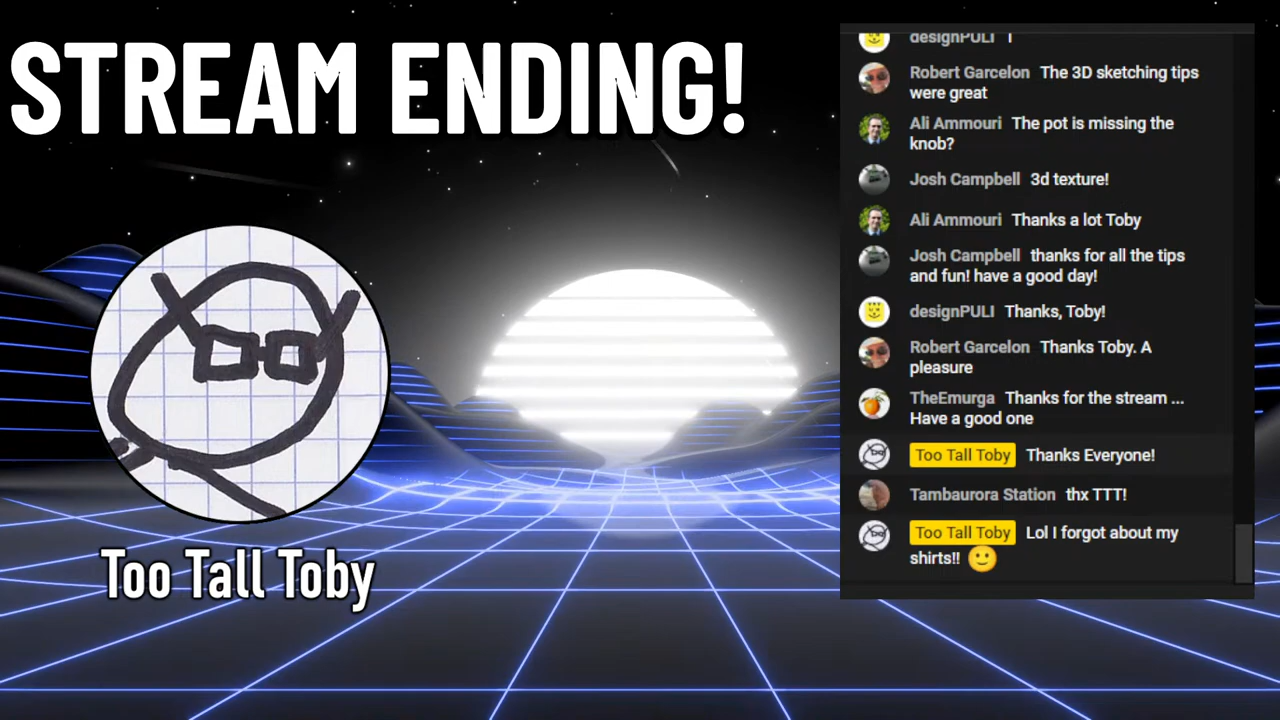 STREAM ENDING!
Too Tall Toby
designPULI
Robert Garcelon The 3D sketching tips
were great
Ali Ammouri The pot is missing the
knob?
Josh Campbell 3d texture!
Ali Ammouri Thanks a lot Toby
Josh Campbell thanks for all the tips
and fun! have a good day!
designPULI Thanks, Toby!
Robert Garcelon Thanks Toby. A
pleasure
TheEmurga Thanks for the stream ...
Have a good one
Too Tall Toby Thanks Everyone!
Tambaurora Station thx TTT!
Too Tall Toby Lol I forgot about my
shirts!! 🙂